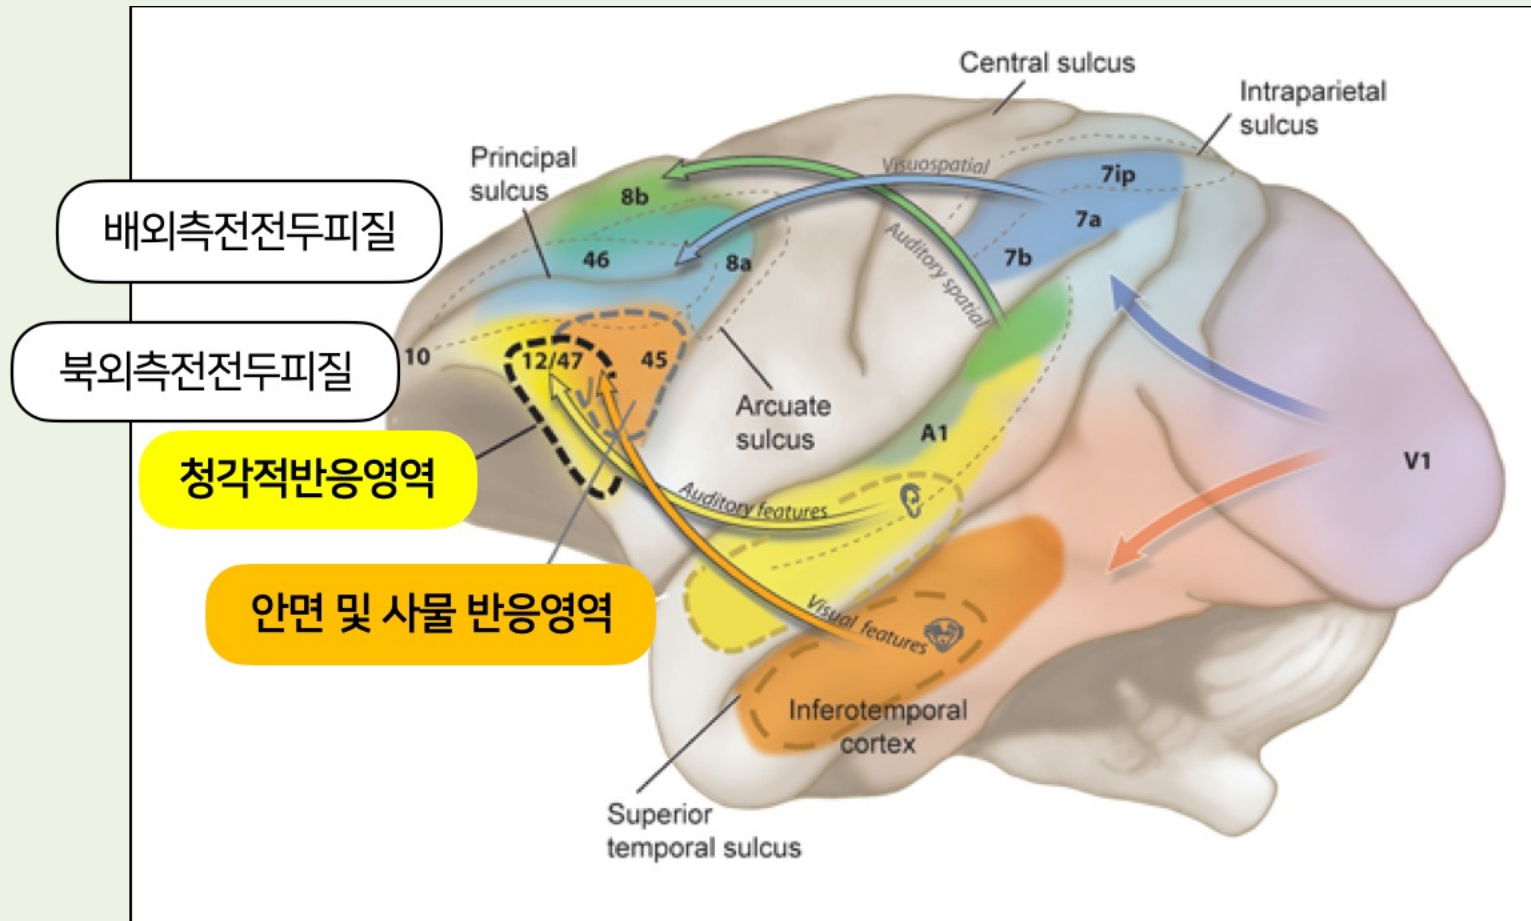 Central sulcus
Intraparietal
sulcus
Principal
sulcus
배외측전전두피질
북외측전전두피질
청각적반응영역
안면 및 사물 반응영역
8b
46
8a
10
12/47
45
Visuospatial
Auditory spatial
7ip
7a
7b
Arcuate
sulcus
A1
V1
Auditory features
Visual features
Inferotemporal
cortex
Superior
temporal sulcus